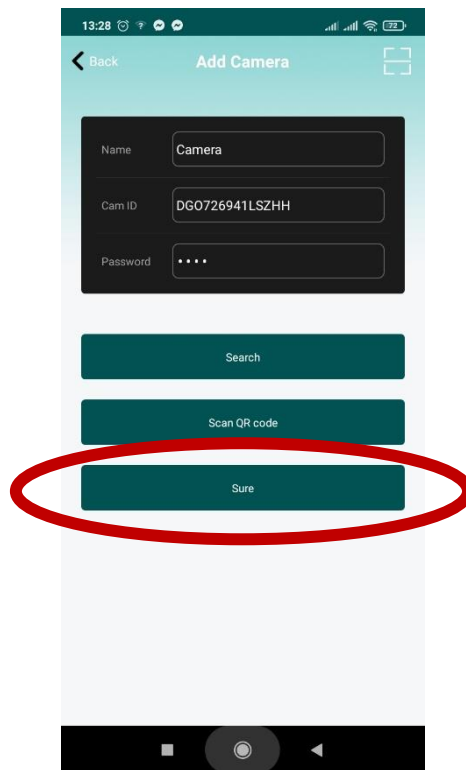 13:28
72
Back
Add Camera
Name
Camera
Cam ID
DGO726941LSZHH
Password
••••
Search
Scan QR code
Sure